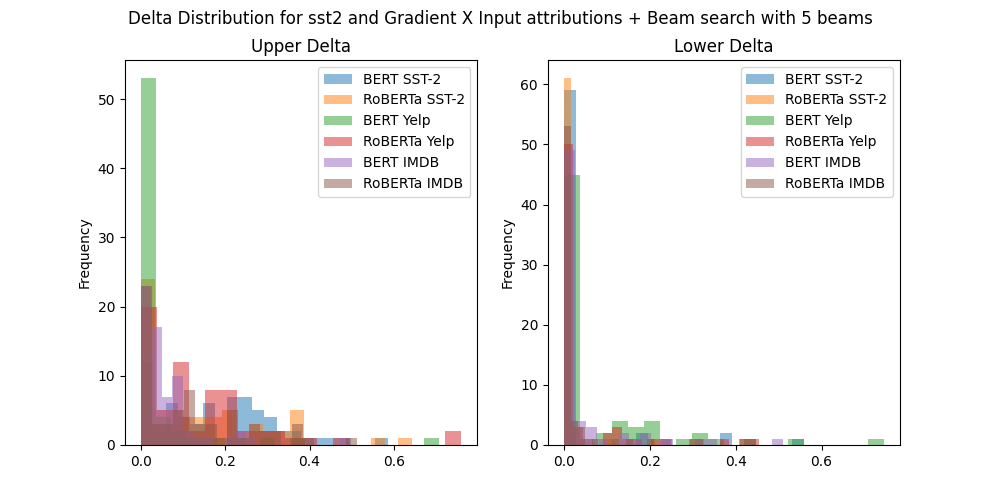 Delta Distribution for sst2 and Gradient X Input attributions + Beam search with 5 beams
Upper Delta
Frequency
50
40
30
20
10
0
0.0 0.2 0.4 0.6
BERT SST-2
RoBERTa SST-2
BERT Yelp
RoBERTa Yelp
BERT IMDB
RoBERTa IMDB
Lower Delta
Frequency
60
50
40
30
20
10
0
0.0 0.2 0.4 0.6
BERT SST-2
RoBERTa SST-2
BERT Yelp
RoBERTa Yelp
BERT IMDB
RoBERTa IMDB